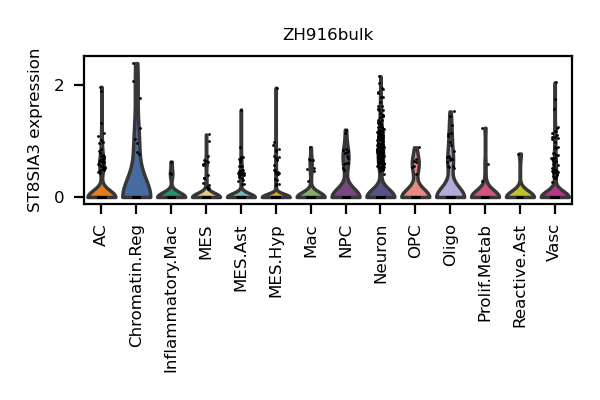 ZH916bulk
ST8SIA3 expression
2
0
AC
Chromatin.Reg
Inflammatory.Mac
MES
MES.Ast
MES.Hyp
Mac
NPC
Neuron
OPC
Oligo
Prolif.Metab
Reactive.Ast
Vasc